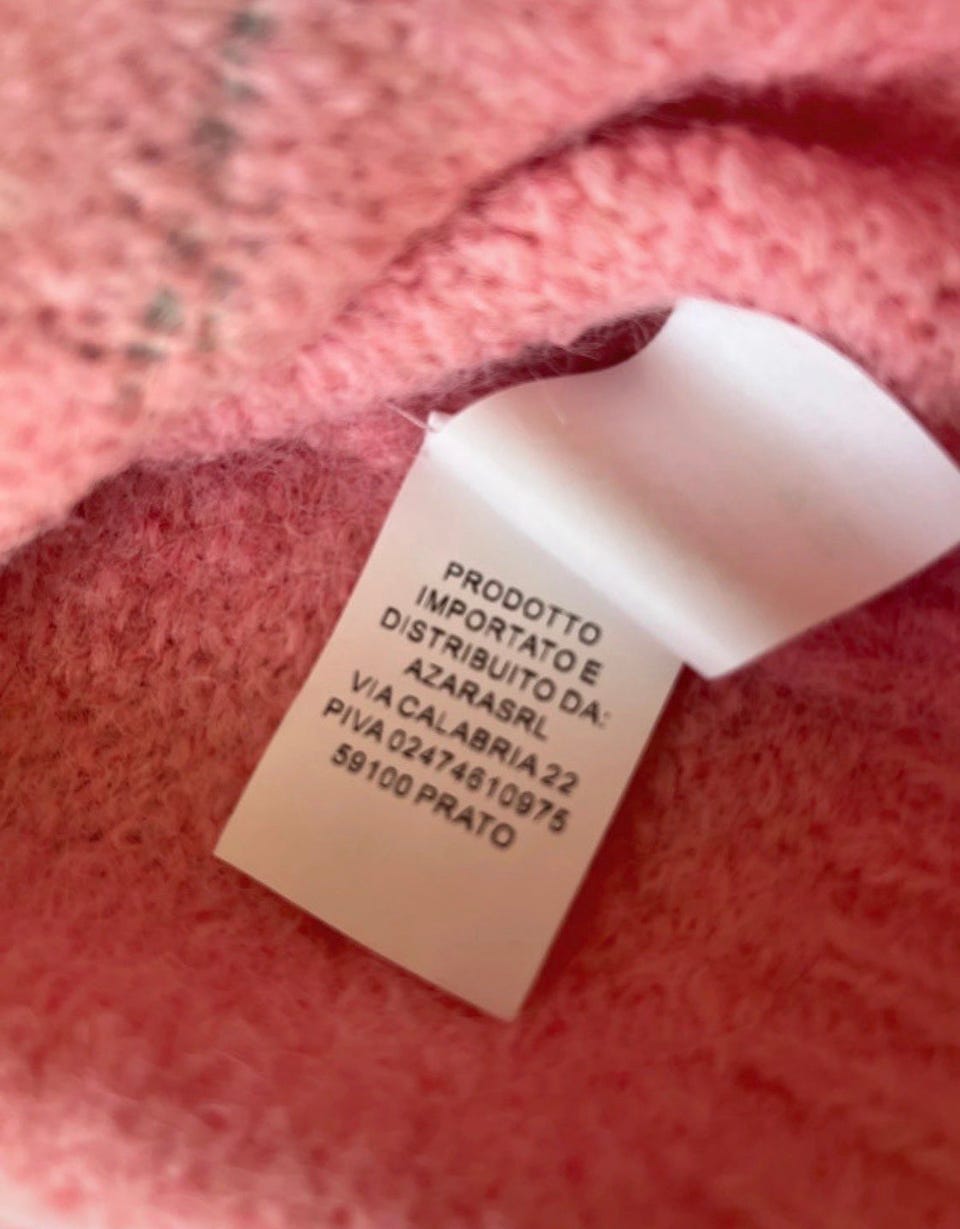 PRODOTTO
IMPORTATO E
DISTRIBUITO DA:
AZARASRL
VIA CALABRIA 22
PIVA 02474610975
59100 PRATO